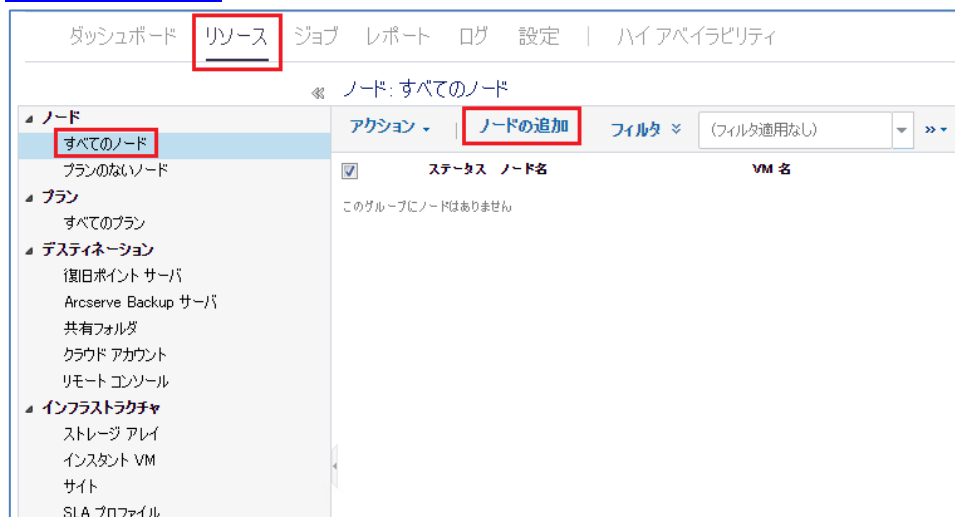 ダッシュボード リソース ジョブ レポート ログ 設定 | ハイ アベイラビリティ
ノード: すべてのノード
ノード
すべてのノード
プランのないノード
プラン
すべてのプラン
デスティネーション
復旧ポイント サーバ
Arcserve Backup サーバ
共有フォルダ
クラウド アカウント
リモート コンソール
インフラストラクチャ
ストレージ アレイ
インスタント VM
サイト
SLA プロファイル
アクション | ノードの追加 フィルタ (フィルタ適用なし)
ステータス ノード名 VM 名
このグループにノードはありません